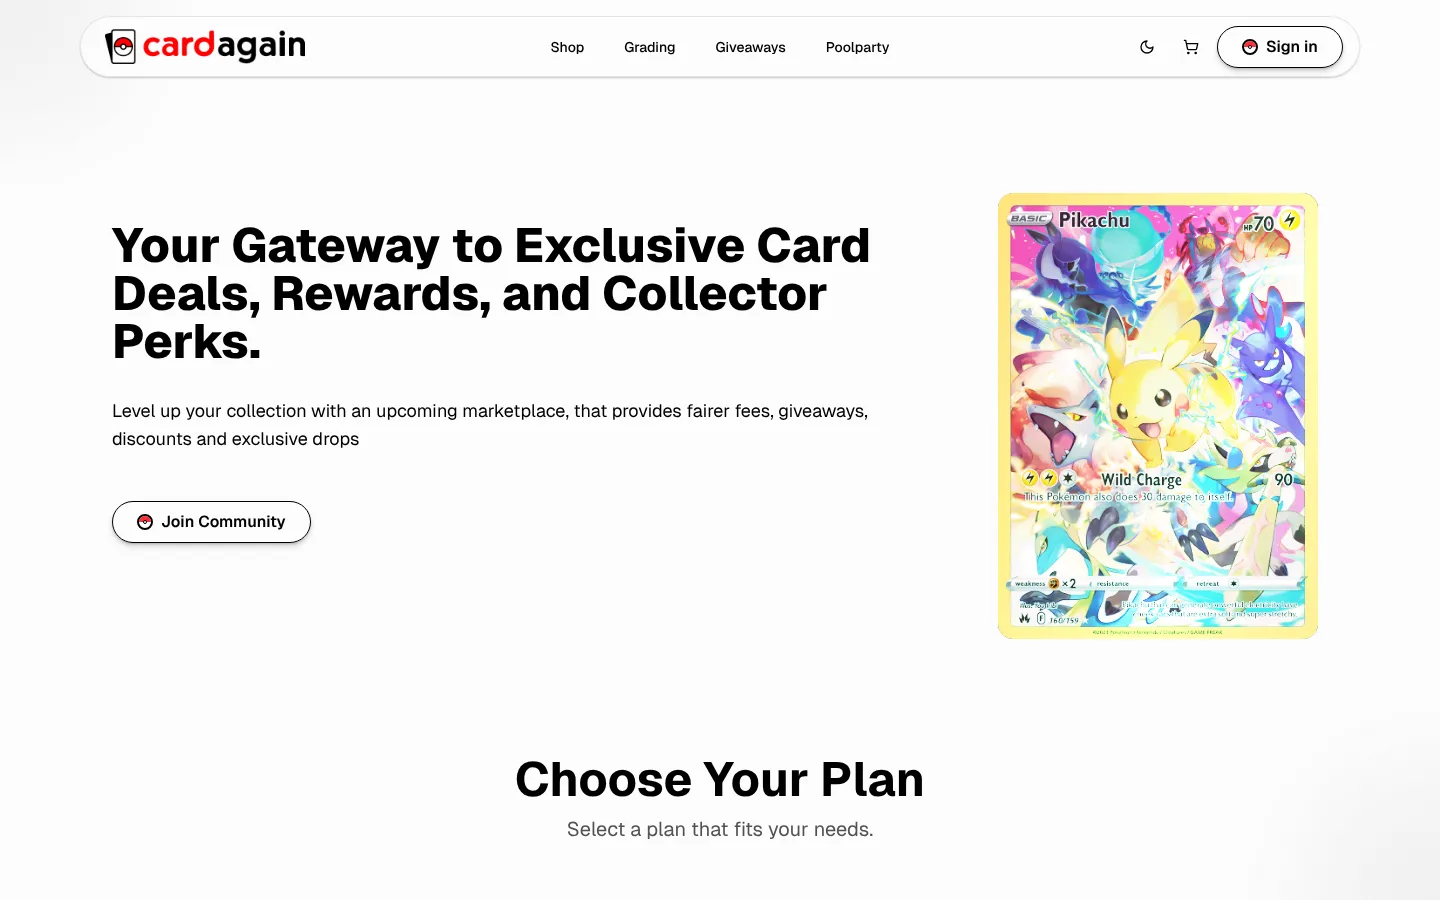 cardagain
Shop
Grading
Giveaways
Poolparty
Sign in
Your Gateway to Exclusive Card
Deals, Rewards, and Collector
Perks.
Level up your collection with an upcoming marketplace, that provides fairer fees, giveaways,
discounts and exclusive drops
Join Community
BASIC Pikachu HP 70
Wild Charge 90
This Pokémon also does 30 damage to itself.
weakness ×2 resistance retreat
F 160/159
Choose Your Plan
Select a plan that fits your needs.